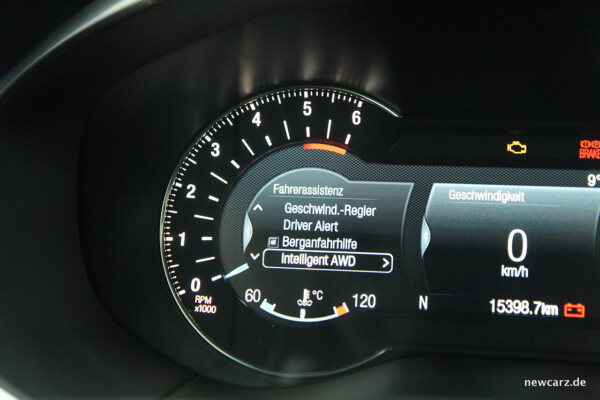 5
4
6
3
2
1
0
RPM
x1000
BRAKE
9°
Fahrerassistenz
Geschwind.-Regler
Driver Alert
Berganfahrhilfe
Intelligent AWD
60 °C 120
Geschwindigkeit
0
km/h
N 15398.7km
newcarz.de